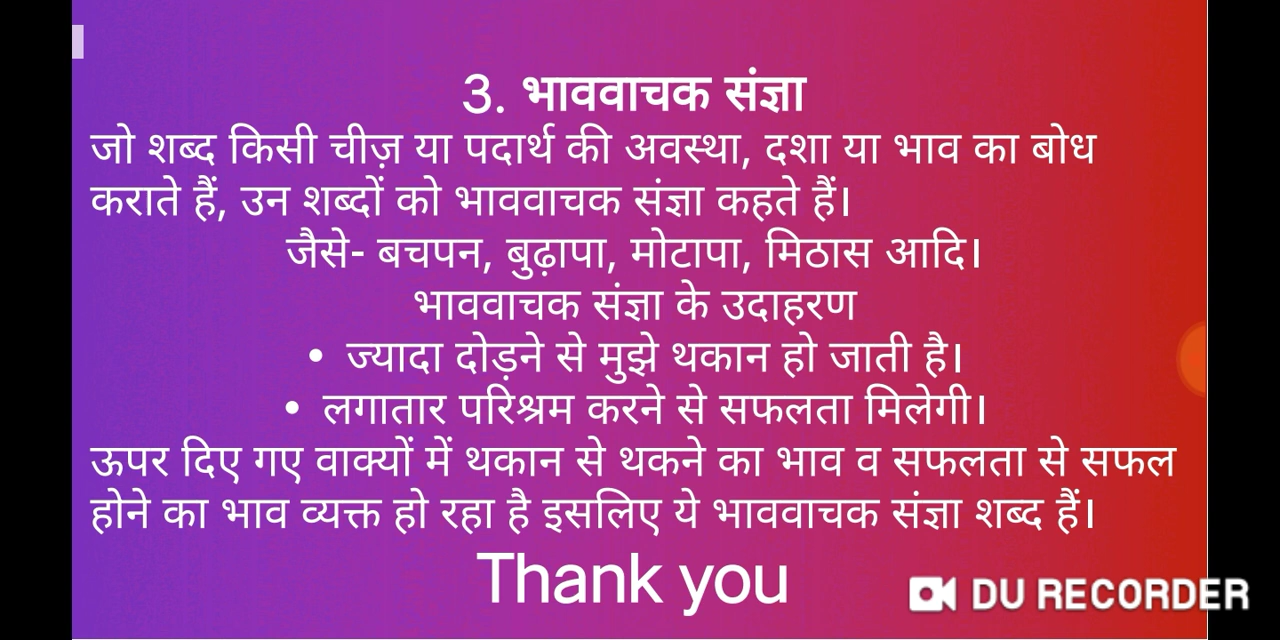 3. भाववाचक संज्ञा
जो शब्द किसी चीज़ या पदार्थ की अवस्था, दशा या भाव का बोध
कराते हैं, उन शब्दों को भाववाचक संज्ञा कहते हैं।
जैसे- बचपन, बुढ़ापा, मोटापा, मिठास आदि।
भाववाचक संज्ञा के उदाहरण
• ज्यादा दोड़ने से मुझे थकान हो जाती है।
• लगातार परिश्रम करने से सफलता मिलेगी।
ऊपर दिए गए वाक्यों में थकान से थकने का भाव व सफलता से सफल
होने का भाव व्यक्त हो रहा है इसलिए ये भाववाचक संज्ञा शब्द हैं।
Thank you
DU RECORDER